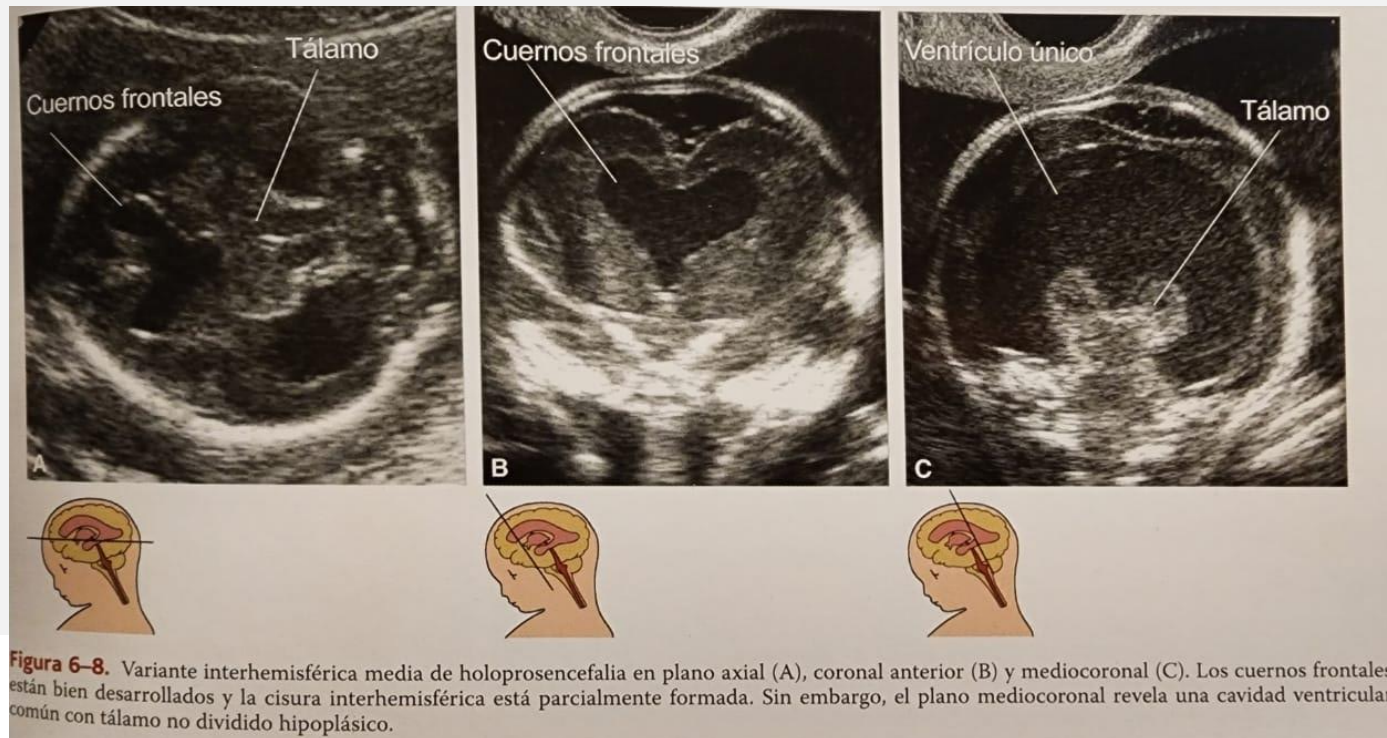 Tálamo
Cuernos frontales
A
Cuernos frontales
B
Ventrículo único
Tálamo
C
Figura 6–8. Variante interhemisférica media de holoprosencefalia en plano axial (A), coronal anterior (B) y mediocoronal (C). Los cuernos frontales
están bien desarrollados y la cisura interhemisférica está parcialmente formada. Sin embargo, el plano mediocoronal revela una cavidad ventricular
común con tálamo no dividido hipoplásico.